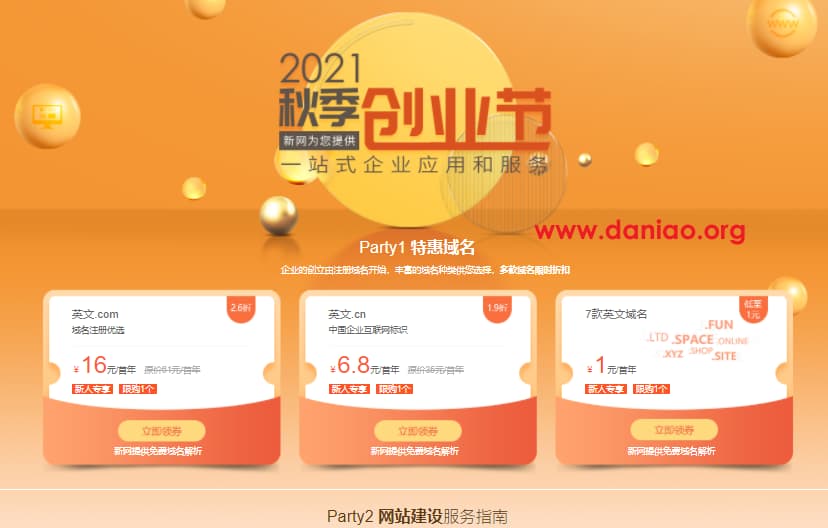 WWW
2021
秋季创业节
新网为您提供
一站式企业应用和服务
www.daniao.org
Party1 特惠域名
企业的创立由注册域名开始，丰富的域名种类供您选择，多款域名限时折扣
英文.com
2.6折
域名注册优选
¥16元/首年 原价61元/首年
新人专享 限购1个
立即领券
新网提供免费域名解析
英文.cn
1.9折
中国企业互联网标识
¥6.8元/首年 原价35元/首年
新人专享 限购1个
立即领券
新网提供免费域名解析
7款英文域名
低至
1元
.FUN
.LTD .SPACE .ONLINE
.XYZ .SHOP .SITE
¥1元/首年
新人专享 限购1个
立即领券
新网提供免费域名解析
Party2 网站建设服务指南